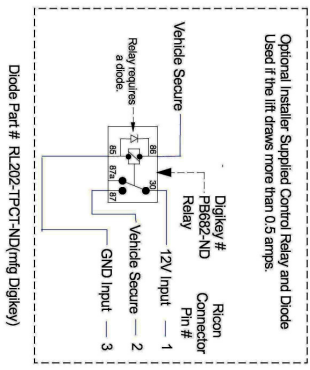 Optional Installer Supplied Control Relay and Diode
Used if the lift draws more than 0.5 amps.
Vehicle Secure
Relay requires
a diode.
85
86
87a
87
30
Digikey #
PB682-ND
Relay
Ricon
Connector
Pin #
12V Input — 1
Vehicle Secure — 2
GND Input — 3
Diode Part # RL202-TPCT-ND(mfg Digikey)